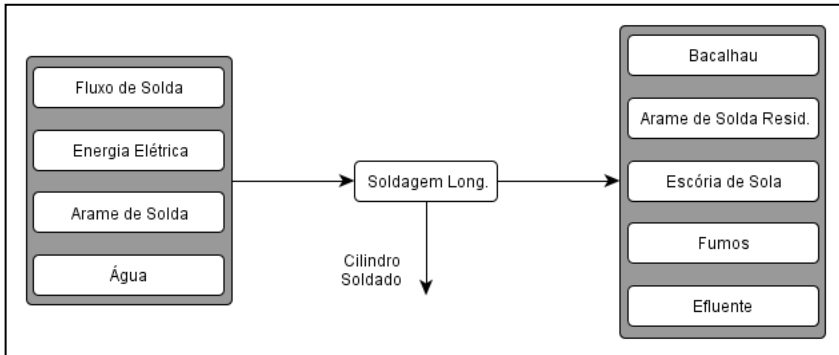 Fluxo de Solda
Energia Elétrica
Arame de Solda
Água
Soldagem Long.
Cilindro
Soldado
Bacalhau
Arame de Solda Resid.
Escória de Sola
Fumos
Efluente